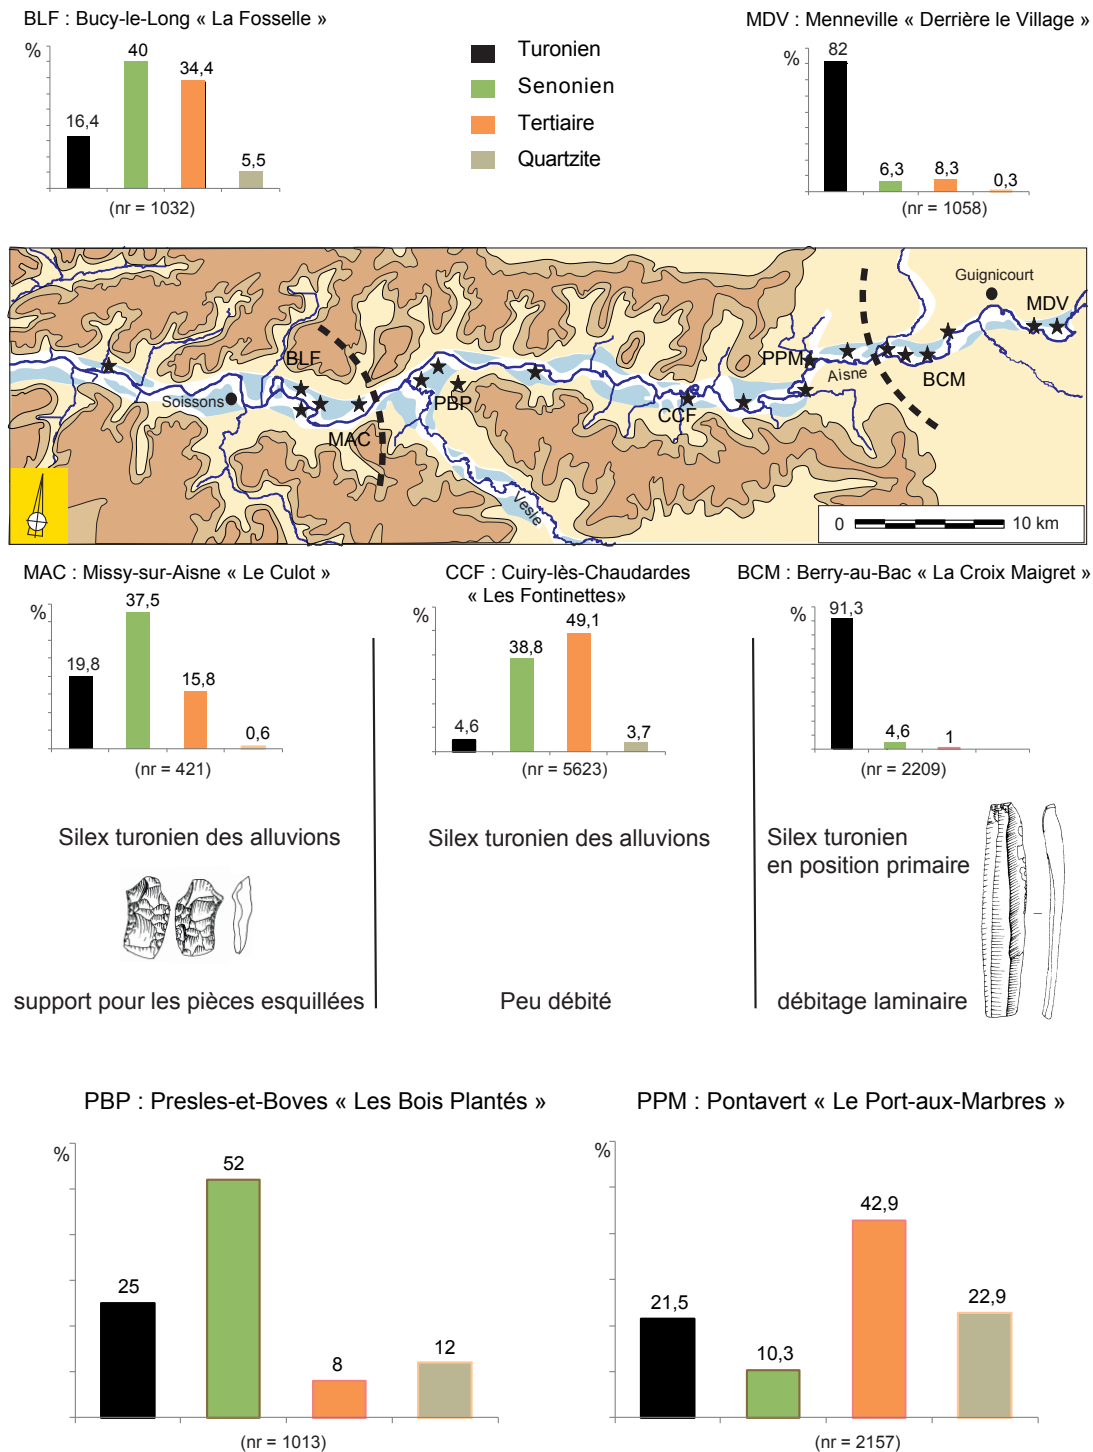 BLF : Bucy-le-Long « La Fosselle »
%
16,4
40
34,4
5,5
(nr = 1032)
Turonien
Senonien
Tertiaire
Quartzite
MDV : Menneville « Derrière le Village »
%
82
6,3
8,3
0,3
(nr = 1058)
Guignicourt
MDV
BLF
PPM
Aisne
BCM
Soissons
PBP
CCF
MAC
Vesle
0
10 km
MAC : Missy-sur-Aisne « Le Culot »
%
19,8
37,5
15,8
0,6
(nr = 421)
CCF : Cuiry-lès-Chaudardes
« Les Fontinettes»
%
4,6
38,8
49,1
3,7
(nr = 5623)
BCM : Berry-au-Bac « La Croix Maigret »
%
91,3
4,6
1
(nr = 2209)
Silex turonien des alluvions
support pour les pièces esquillées
Silex turonien des alluvions
Peu débité
Silex turonien
en position primaire
débitage laminaire
PBP : Presles-et-Boves « Les Bois Plantés »
%
25
52
8
12
(nr = 1013)
PPM : Pontavert « Le Port-aux-Marbres »
%
21,5
10,3
42,9
22,9
(nr = 2157)